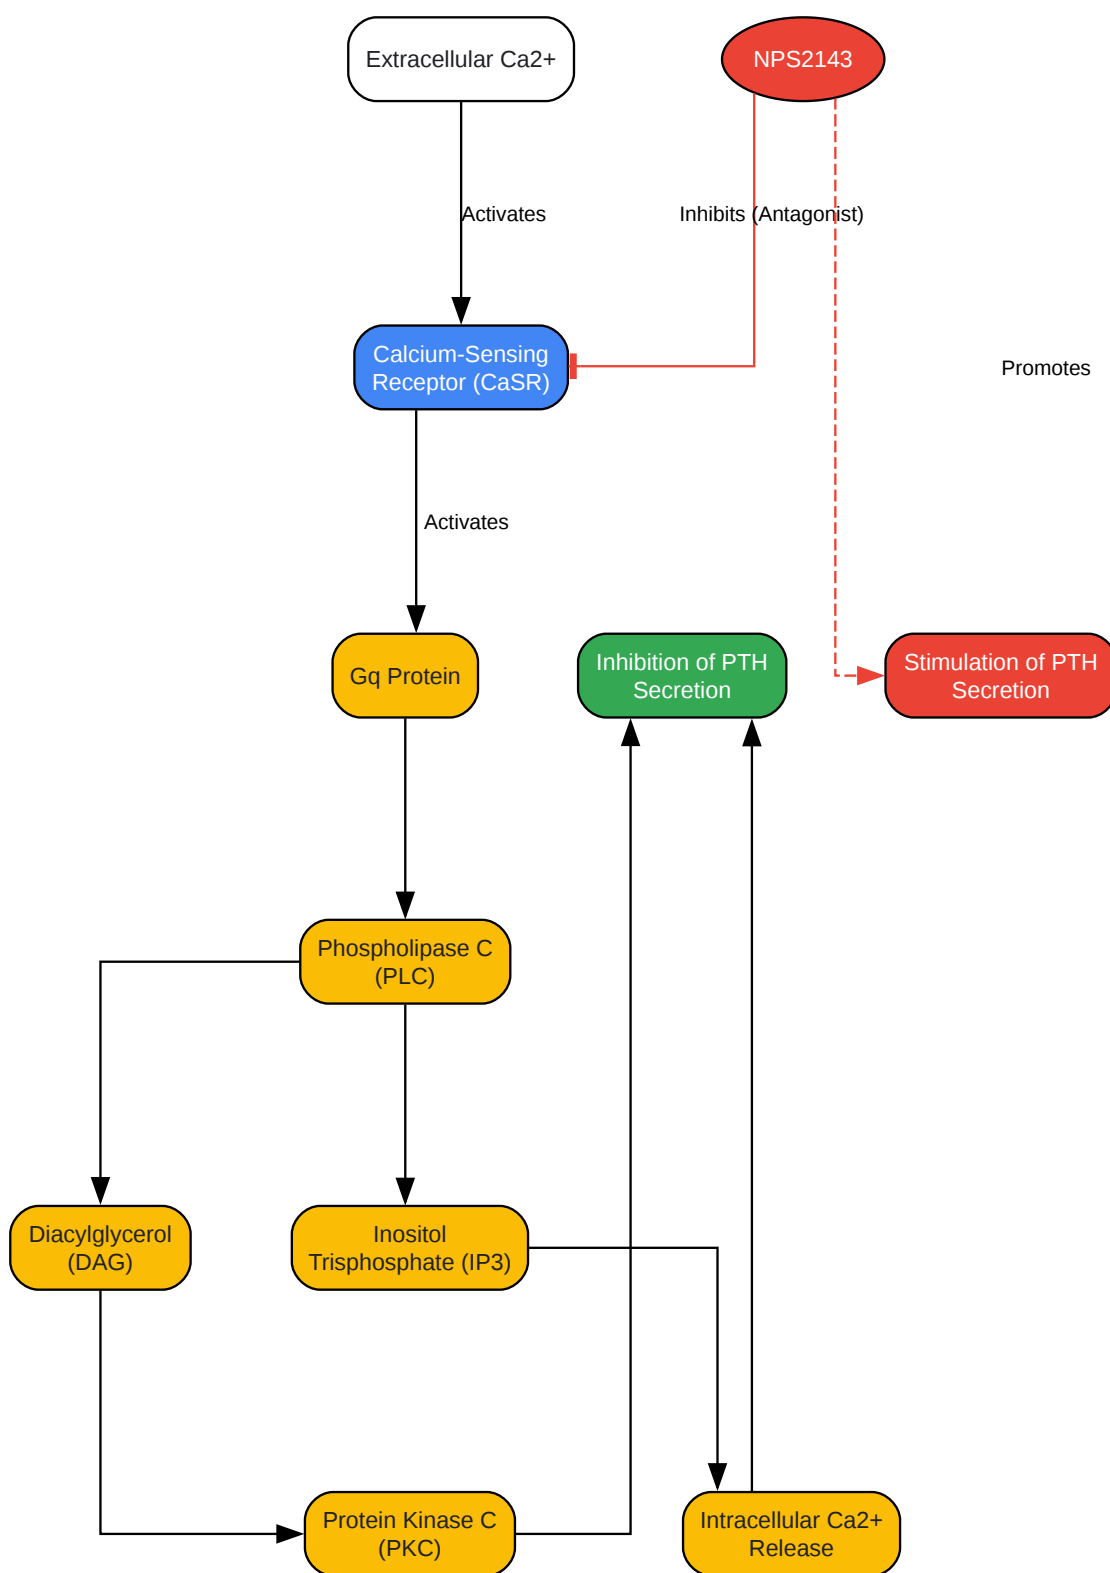 Extracellular Ca2+
NPS2143
Activates
Inhibits (Antagonist)
Calcium-Sensing
Receptor (CaSR)
Promotes
Activates
Gq Protein
Inhibition of PTH
Secretion
Stimulation of PTH
Secretion
Phospholipase C
(PLC)
Diacylglycerol
(DAG)
Inositol
Trisphosphate (IP3)
Protein Kinase C
(PKC)
Intracellular Ca2+
Release